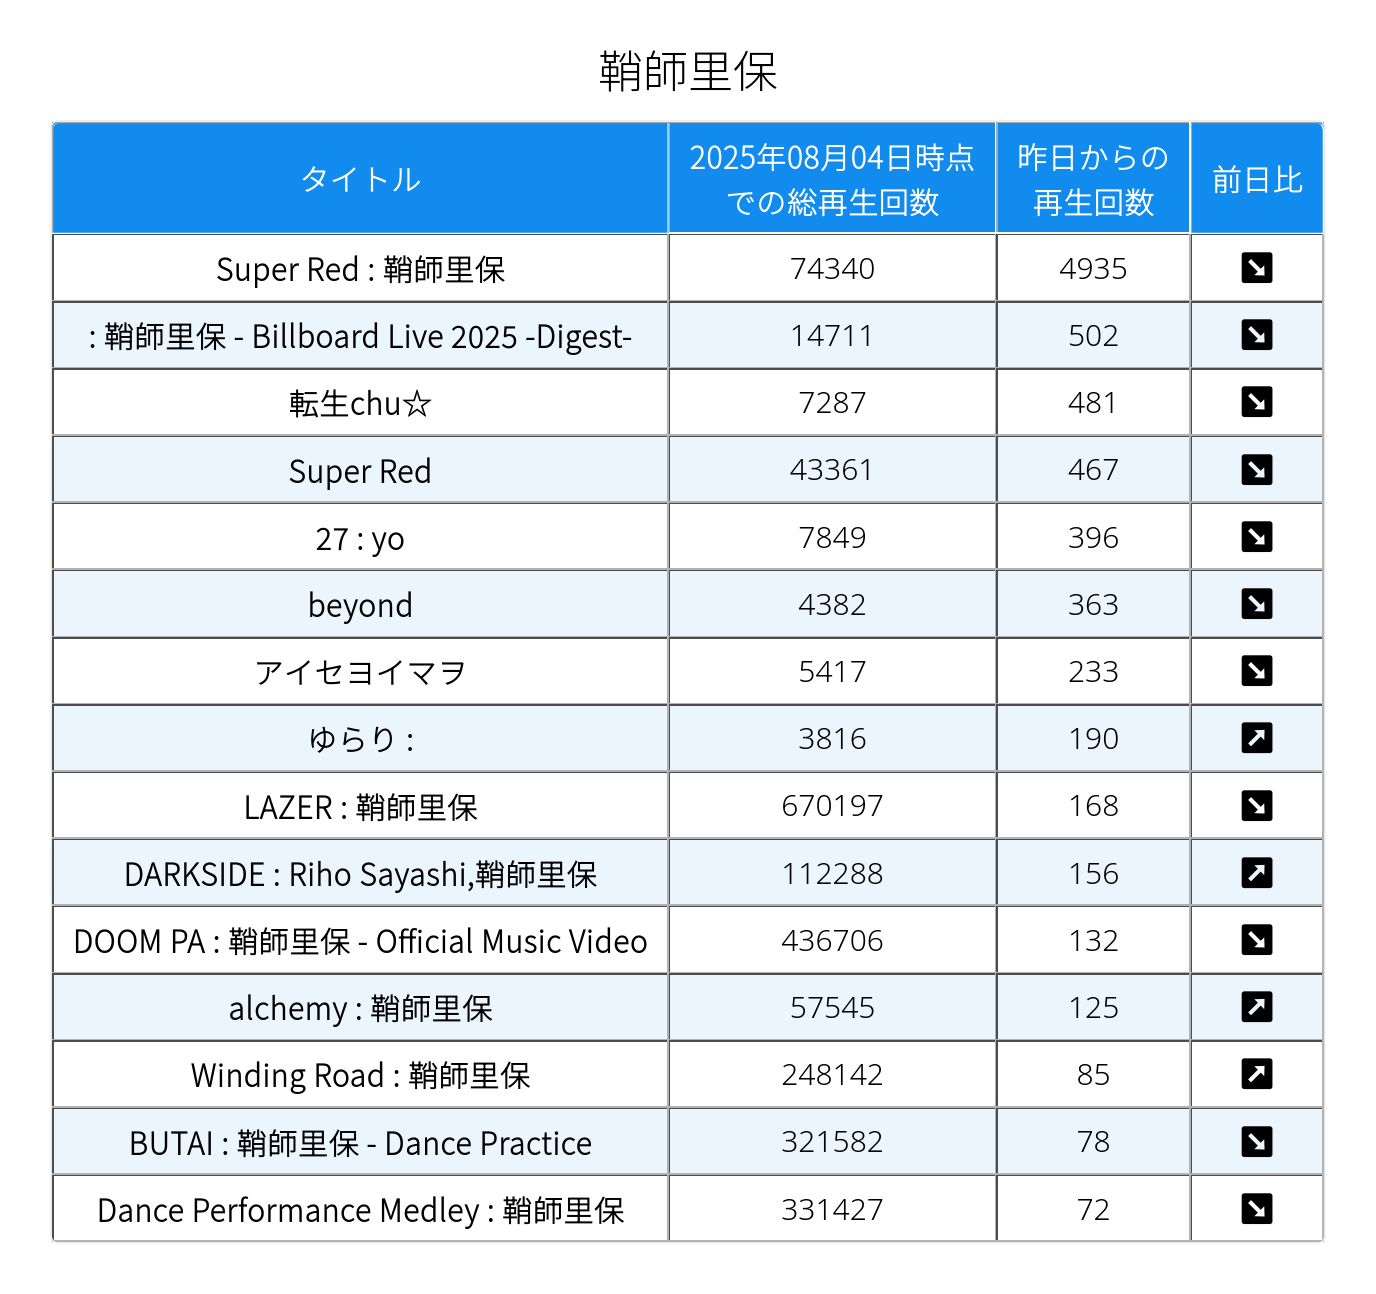 鞘師里保
タイトル 2025年08月04日時点 での総再生回数 昨日からの 再生回数 前日比
Super Red : 鞘師里保 74340 4935
: 鞘師里保 - Billboard Live 2025 -Digest- 14711 502
転生chu☆ 7287 481
Super Red 43361 467
27 : yo 7849 396
beyond 4382 363
アイセヨイマヲ 5417 233
ゆらり : 3816 190
LAZER : 鞘師里保 670197 168
DARKSIDE : Riho Sayashi,鞘師里保 112288 156
DOOM PA : 鞘師里保 - Official Music Video 436706 132
alchemy : 鞘師里保 57545 125
Winding Road : 鞘師里保 248142 85
BUTAI : 鞘師里保 - Dance Practice 321582 78
Dance Performance Medley : 鞘師里保 331427 72